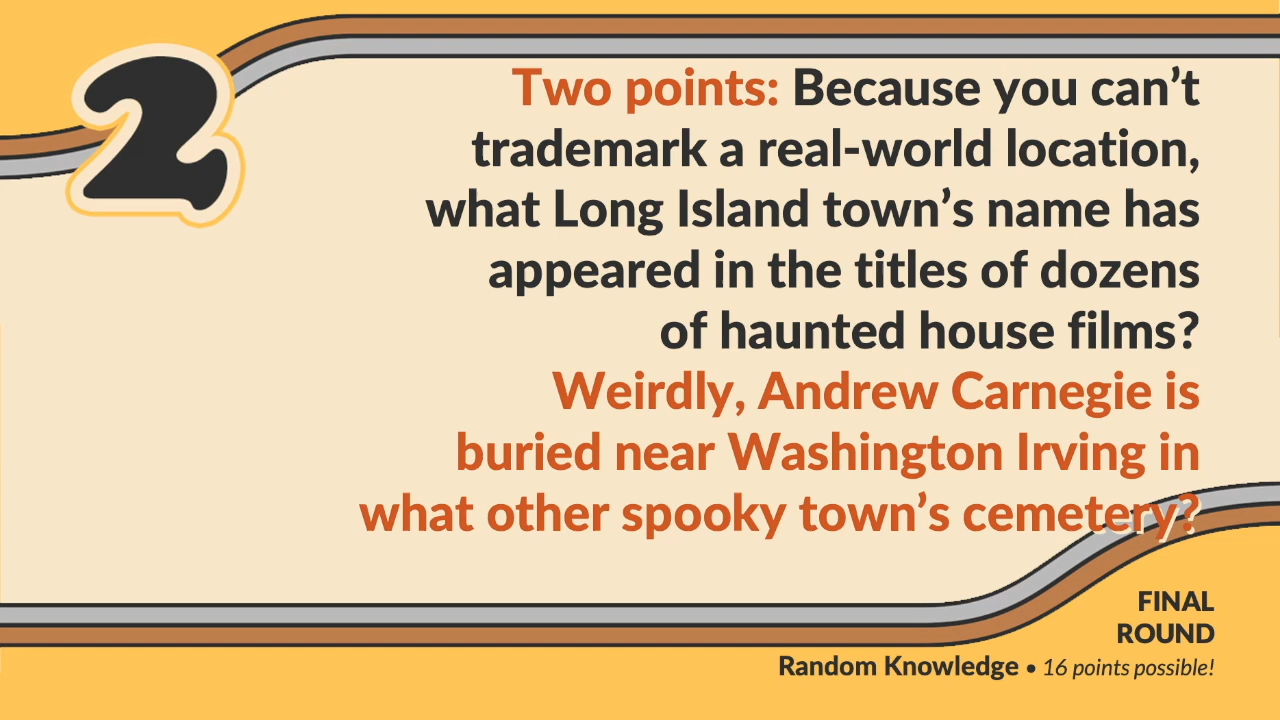 2
Two points: Because you can’t
trademark a real-world location,
what Long Island town’s name has
appeared in the titles of dozens
of haunted house films?
Weirdly, Andrew Carnegie is
buried near Washington Irving in
what other spooky town’s cemetery?
FINAL
ROUND
Random Knowledge • 16 points possible!